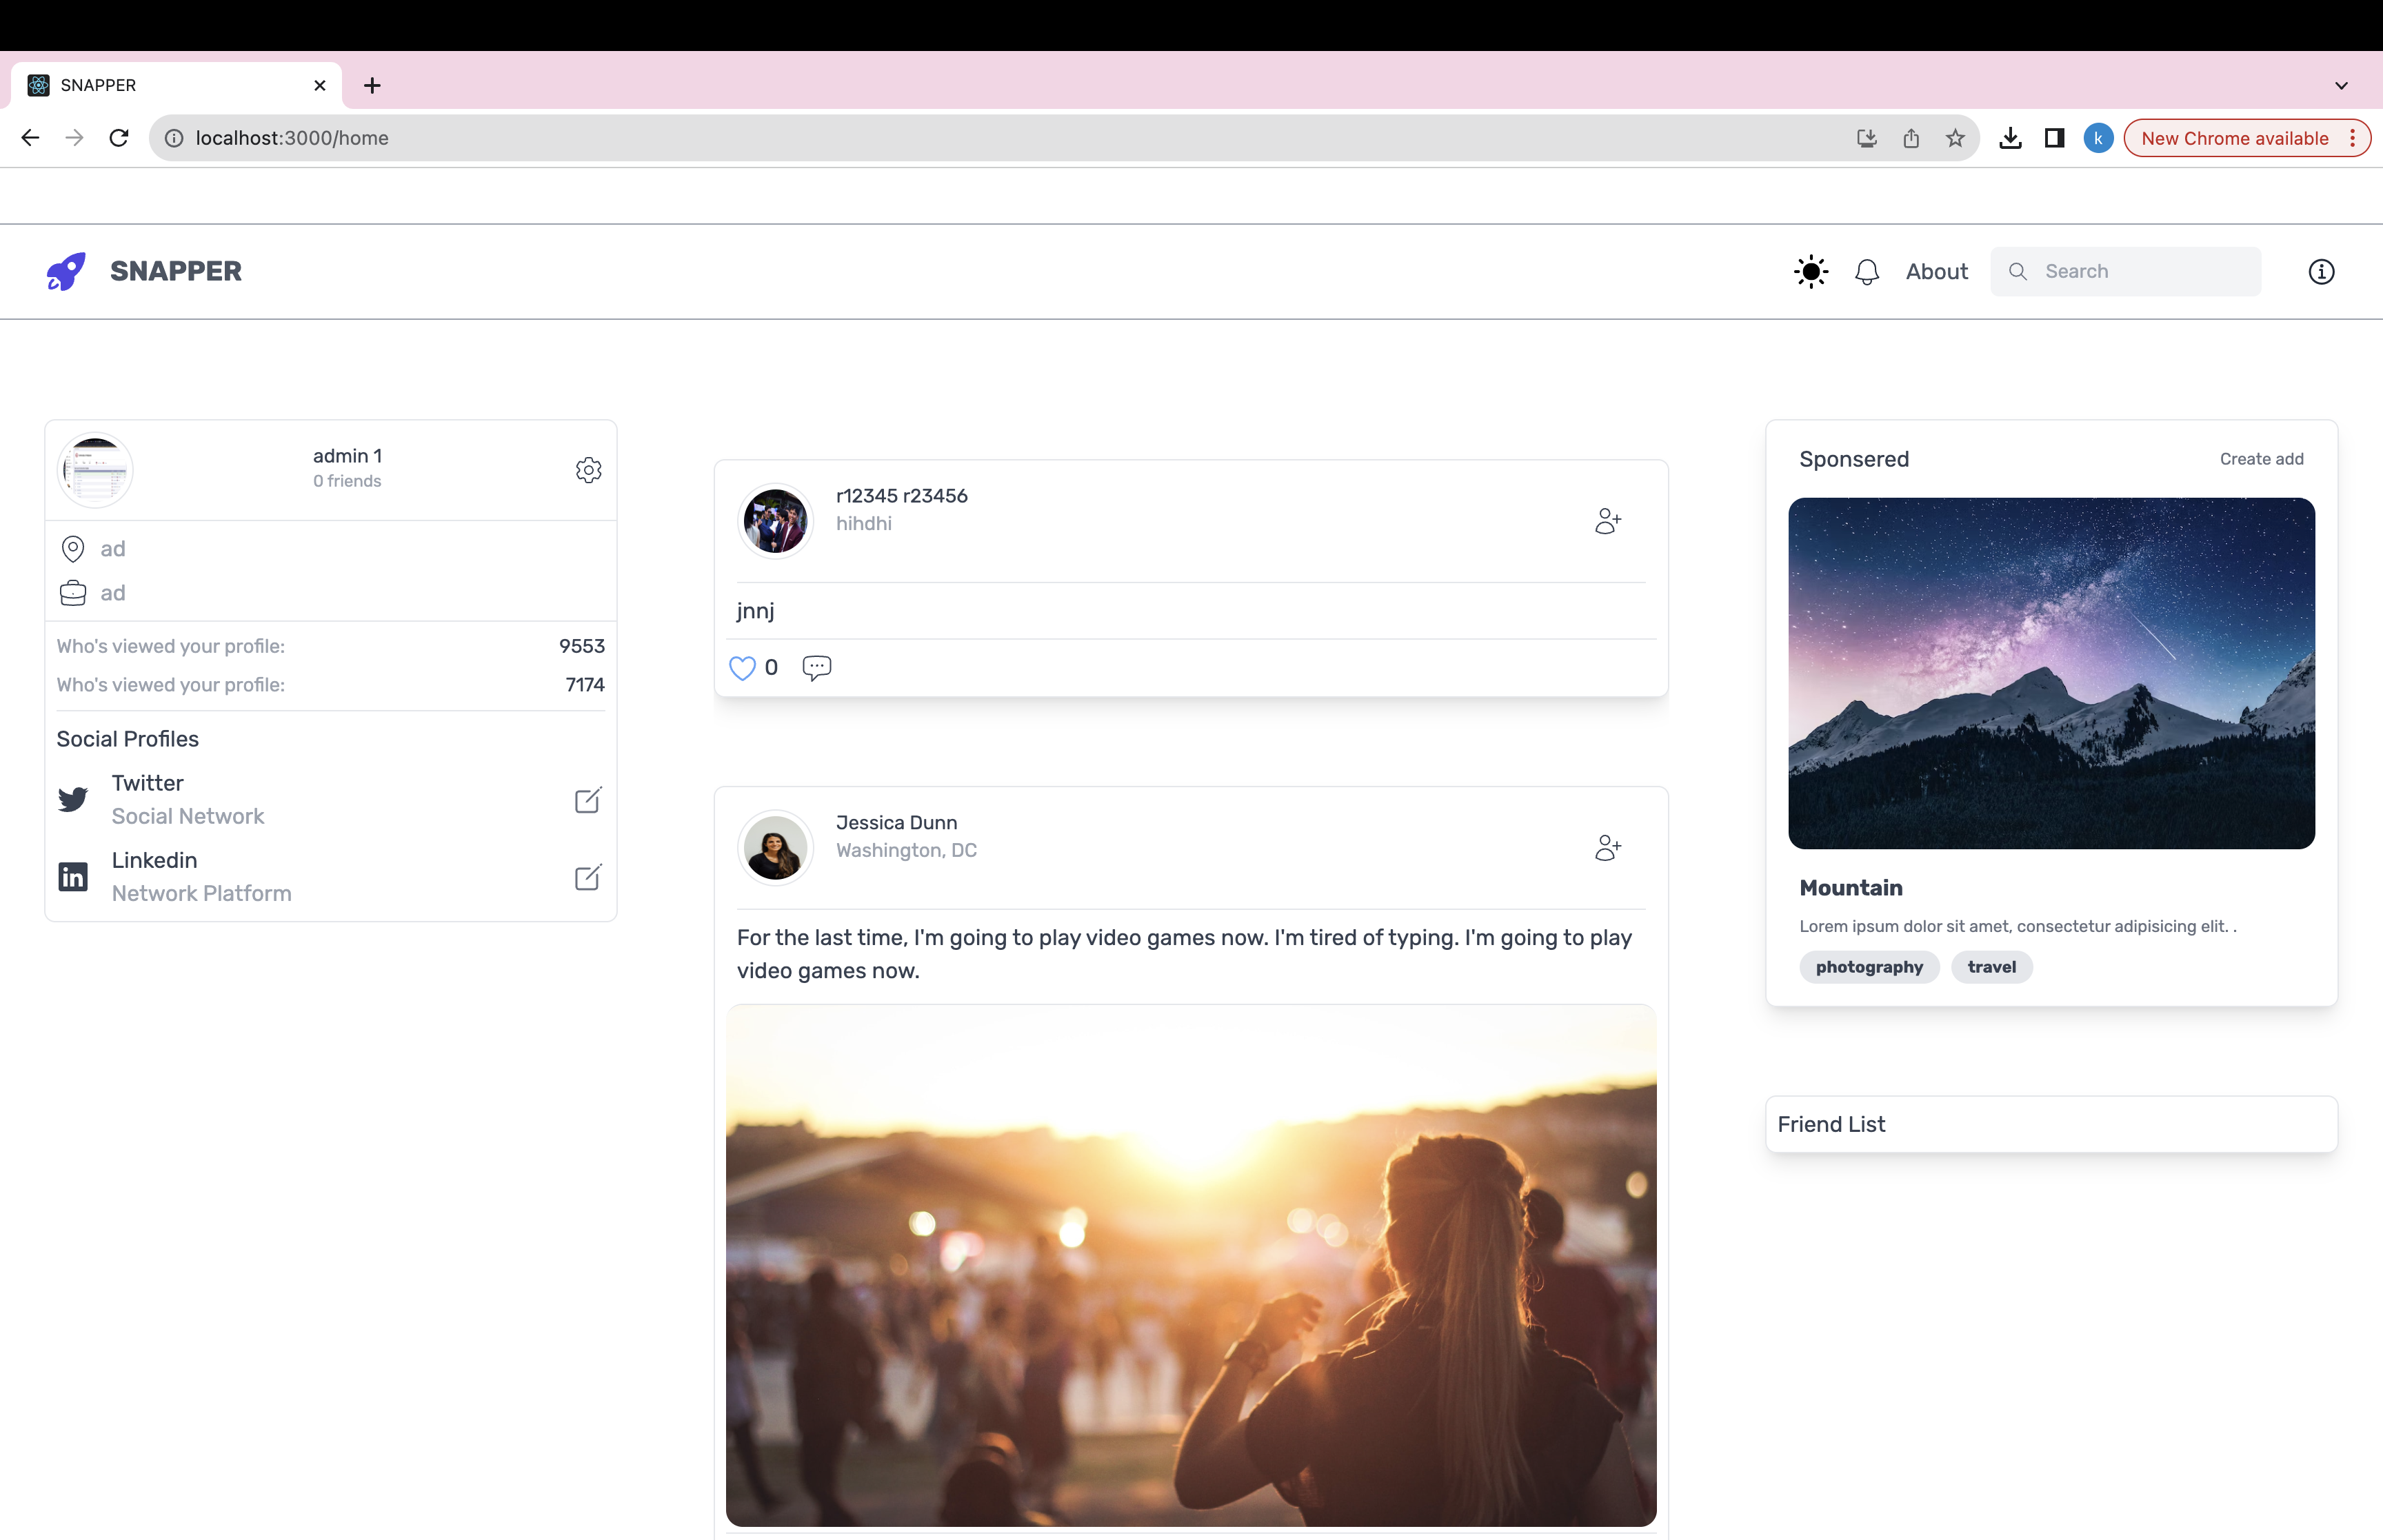 SNAPPER
localhost:3000/home
k
New Chrome available
SNAPPER
About
Search
admin 1
0 friends
ad
ad
Who's viewed your profile: 9553
Who's viewed your profile: 7174
Social Profiles
Twitter
Social Network
Linkedin
Network Platform
r12345 r23456
hihdhi
jnnj
0
Jessica Dunn
Washington, DC
For the last time, I'm going to play video games now. I'm tired of typing. I'm going to play
video games now.
Sponsered
Create add
Mountain
Lorem ipsum dolor sit amet, consectetur adipisicing elit. .
photography travel
Friend List